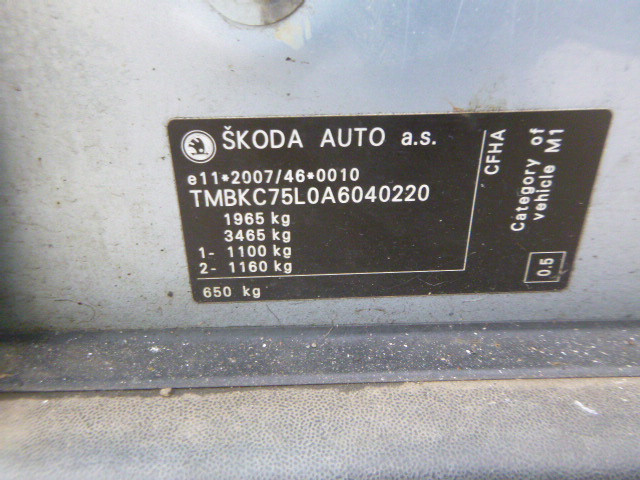 ŠKODA AUTO a.s.
e11*2007/46*0010
TMBKC75L0A6040220
1965 kg
3465 kg
1- 1100 kg
2- 1160 kg
650 kg
CFHA
Category of
vehicle M1
0.5